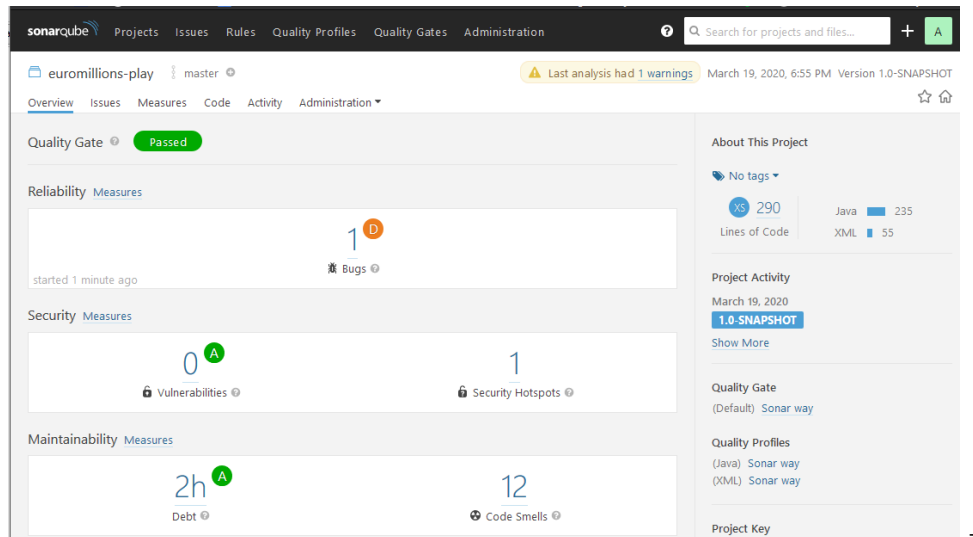 sonarqube Projects Issues Rules Quality Profiles Quality Gates Administration ? Search for projects and files... + A
euromillions-play master Last analysis had 1 warnings March 19, 2020, 6:55 PM Version 1.0-SNAPSHOT
Overview Issues Measures Code Activity Administration
Quality Gate ? Passed
Reliability Measures
1 D
Bugs ?
started 1 minute ago
Security Measures
0 A
Vulnerabilities ?
1
Security Hotspots ?
Maintainability Measures
2h A
Debt ?
12
Code Smells ?
About This Project
No tags
XS 290
Lines of Code
Java 235
XML 55
Project Activity
March 19, 2020
1.0-SNAPSHOT
Show More
Quality Gate
(Default) Sonar way
Quality Profiles
(Java) Sonar way
(XML) Sonar way
Project Key